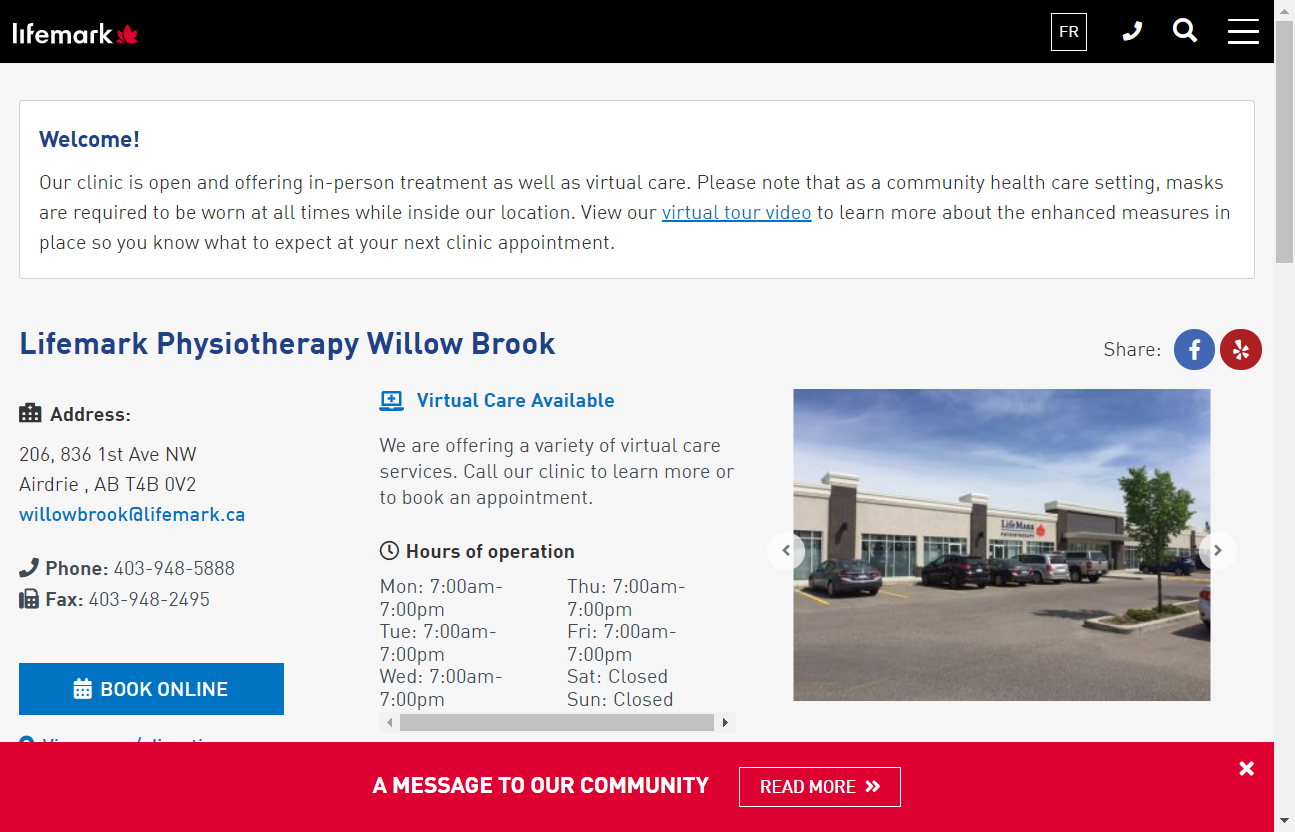 lifemark
FR
Welcome!
Our clinic is open and offering in-person treatment as well as virtual care. Please note that as a community health care setting, masks
are required to be worn at all times while inside our location. View our virtual tour video to learn more about the enhanced measures in
place so you know what to expect at your next clinic appointment.
Lifemark Physiotherapy Willow Brook
Share:
Address:
206, 836 1st Ave NW
Airdrie , AB T4B 0V2
willowbrook@lifemark.ca
Phone: 403-948-5888
Fax: 403-948-2495
BOOK ONLINE
Virtual Care Available
We are offering a variety of virtual care
services. Call our clinic to learn more or
to book an appointment.
Hours of operation
Mon: 7:00am-
7:00pm
Tue: 7:00am-
7:00pm
Wed: 7:00am-
7:00pm
Thu: 7:00am-
7:00pm
Fri: 7:00am-
7:00pm
Sat: Closed
Sun: Closed
LifeMark
PHYSIOTHERAPY
A MESSAGE TO OUR COMMUNITY
READ MORE